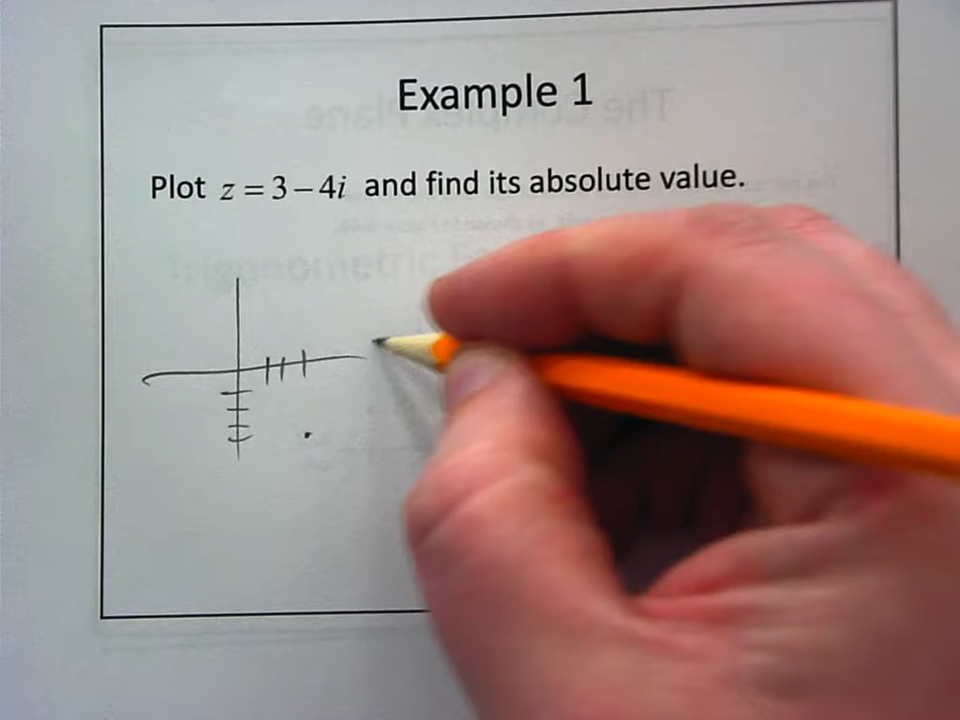 Example 1
Plot z = 3 – 4i and find its absolute value.